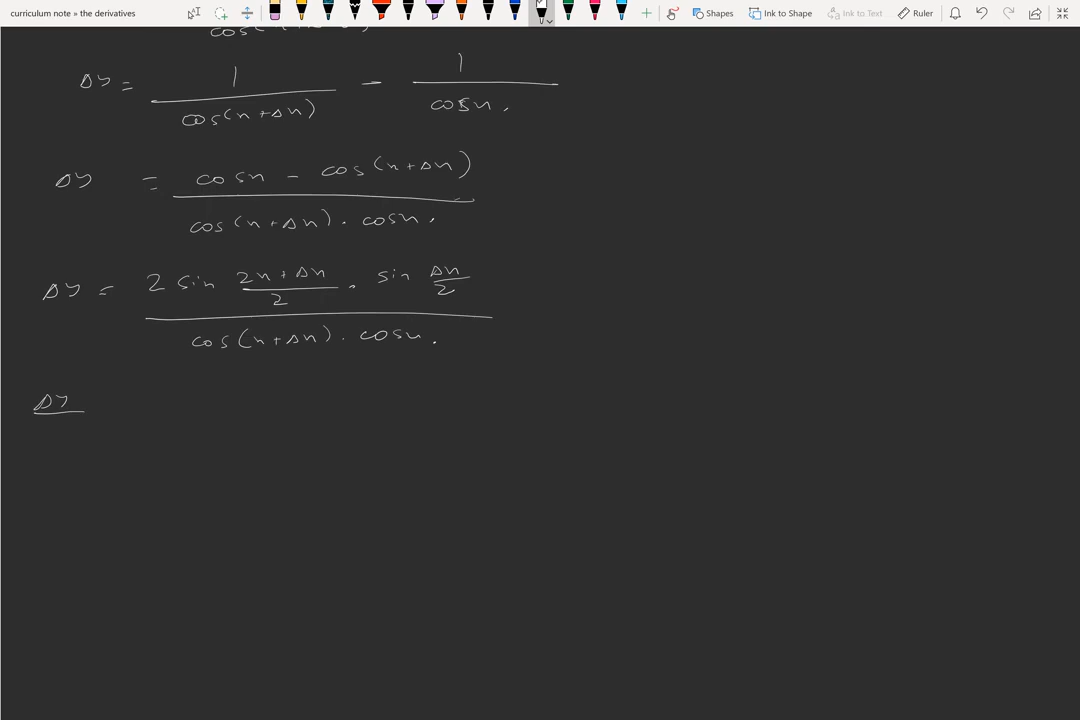 curriculum note » the derivatives
Shapes
Ink to Shape
Ink to Text
Ruler
Δy = 1 / cos(x + Δx) − 1 / cosx.
Δy = cosx − cos(x + Δx) / cos(x + Δx) . cosx.
Δy = 2 sin 2x + Δx / 2 . sin Δx / 2 / cos(x + Δx) . cosx.
Δy